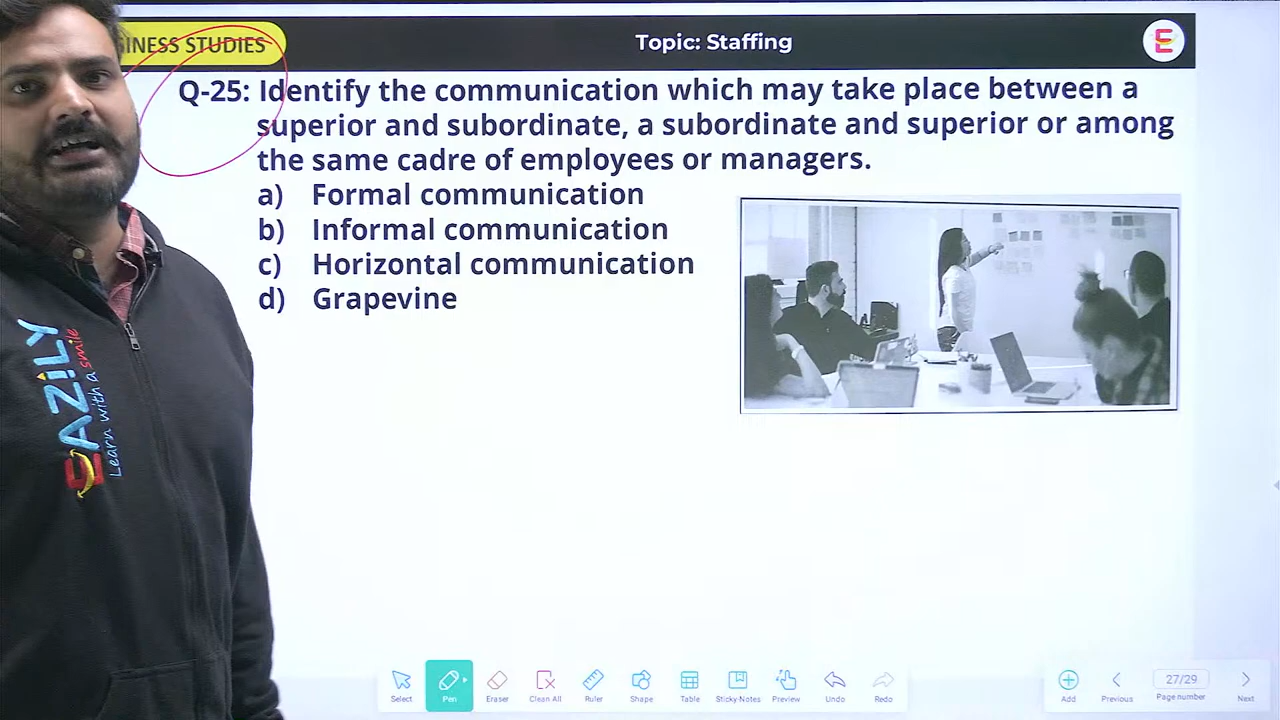 INESS STUDIES
Topic: Staffing
Q-25: Identify the communication which may take place between a
superior and subordinate, a subordinate and superior or among
the same cadre of employees or managers.
a) Formal communication
b) Informal communication
c) Horizontal communication
d) Grapevine
EAZILY
Learn with a smile
Select
Pen
Eraser
Clean All
Ruler
Shape
Table
Sticky-Notes
Preview
Undo
Redo
Add
Previous
27/29
Page number
Next